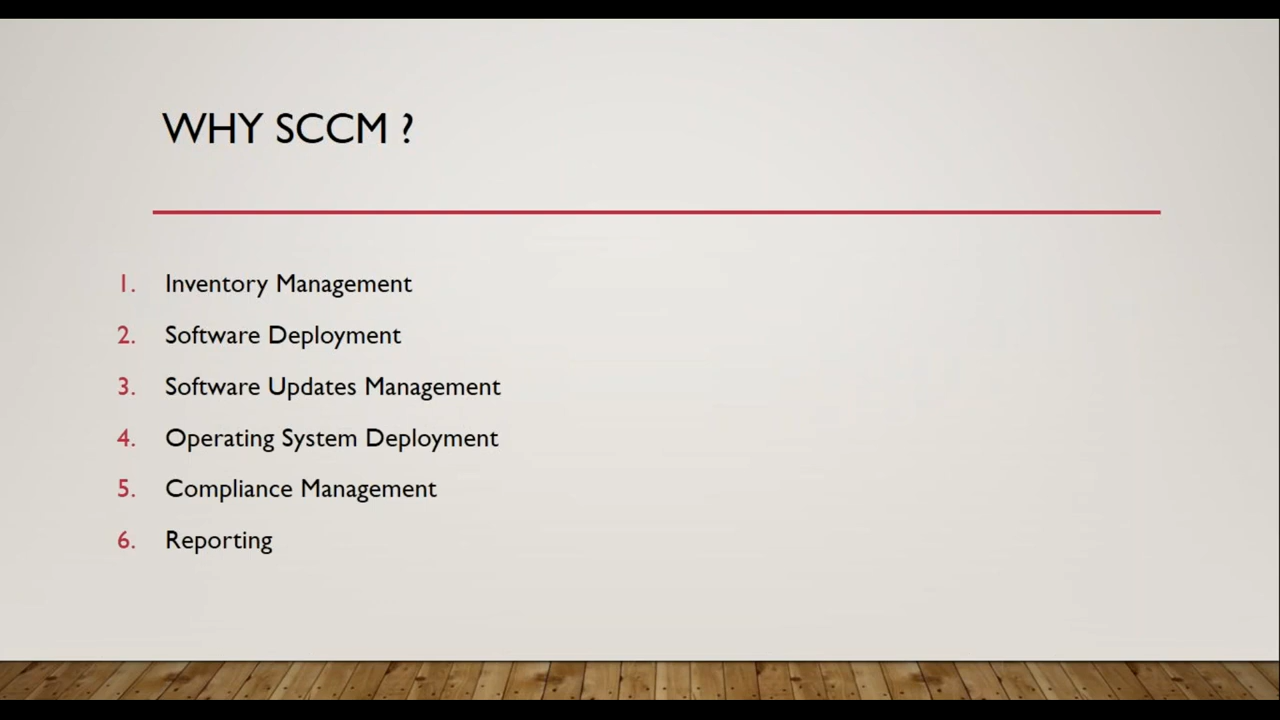 WHY SCCM ?
1. Inventory Management
2. Software Deployment
3. Software Updates Management
4. Operating System Deployment
5. Compliance Management
6. Reporting